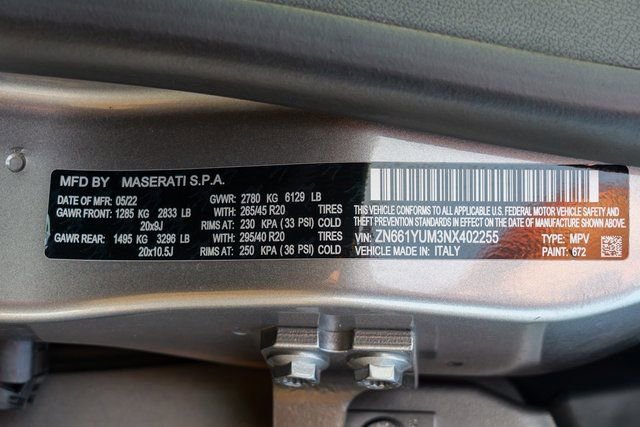 MFD BY MASERATI S.P.A.
DATE OF MFR: 05/22 GVWR: 2780 KG 6129 LB
GAWR FRONT: 1285 KG 2833 LB WITH: 265/45 R20 TIRES
20x9J RIMS AT: 230 KPA (33 PSI) COLD
GAWR REAR: 1495 KG 3296 LB WITH: 295/40 R20 TIRES
20x10.5J RIMS AT: 250 KPA (36 PSI) COLD
THIS VEHICLE CONFORMS TO ALL APPLICABLE U.S. FEDERAL MOTOR VEHICLE SAFETY AND
THEFT PREVENTION STANDARDS IN EFFECT ON THE DATE OF MANUFACTURE SHOWN ABOVE.
VIN: ZN661YUM3NX402255 TYPE: MPV
VEHICLE MADE IN: ITALY PAINT: 672